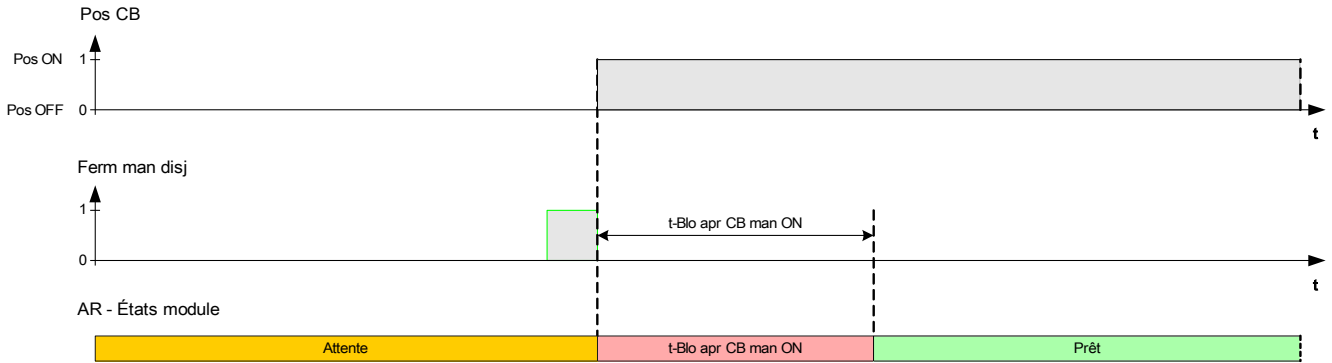 Pos CB
Pos ON 1
Pos OFF 0
t
Ferm man disj
1
t-Blo apr CB man ON
0
t
AR - États module
Attente t-Blo apr CB man ON Prêt